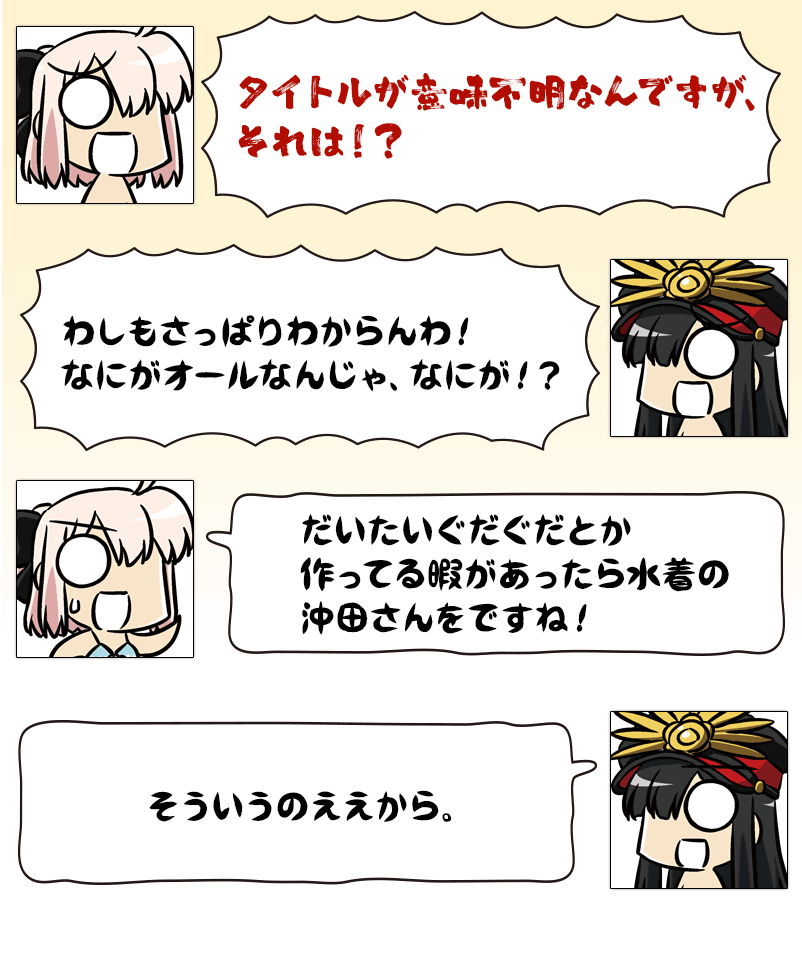 タイトルが意味不明なんですが、
それは！？
わしもさっぱりわからんわ！
なにがオールなんじゃ、なにが！？
だいたいぐだぐだとか
作ってる暇があったら水着の
沖田さんをですね！
そういうのええから。